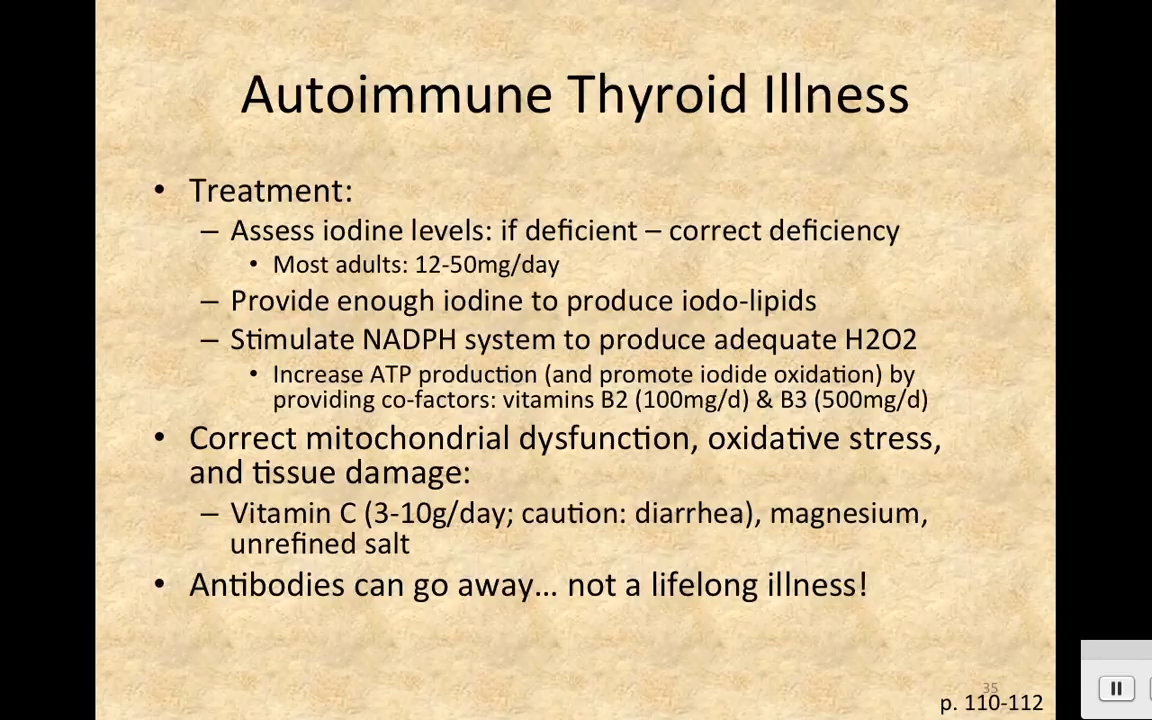 Autoimmune Thyroid Illness
• Treatment:
– Assess iodine levels: if deficient – correct deficiency
• Most adults: 12-50mg/day
– Provide enough iodine to produce iodo-lipids
– Stimulate NADPH system to produce adequate H2O2
• Increase ATP production (and promote iodide oxidation) by
providing co-factors: vitamins B2 (100mg/d) & B3 (500mg/d)
• Correct mitochondrial dysfunction, oxidative stress,
and tissue damage:
– Vitamin C (3-10g/day; caution: diarrhea), magnesium,
unrefined salt
• Antibodies can go away... not a lifelong illness!
35
p. 110-112